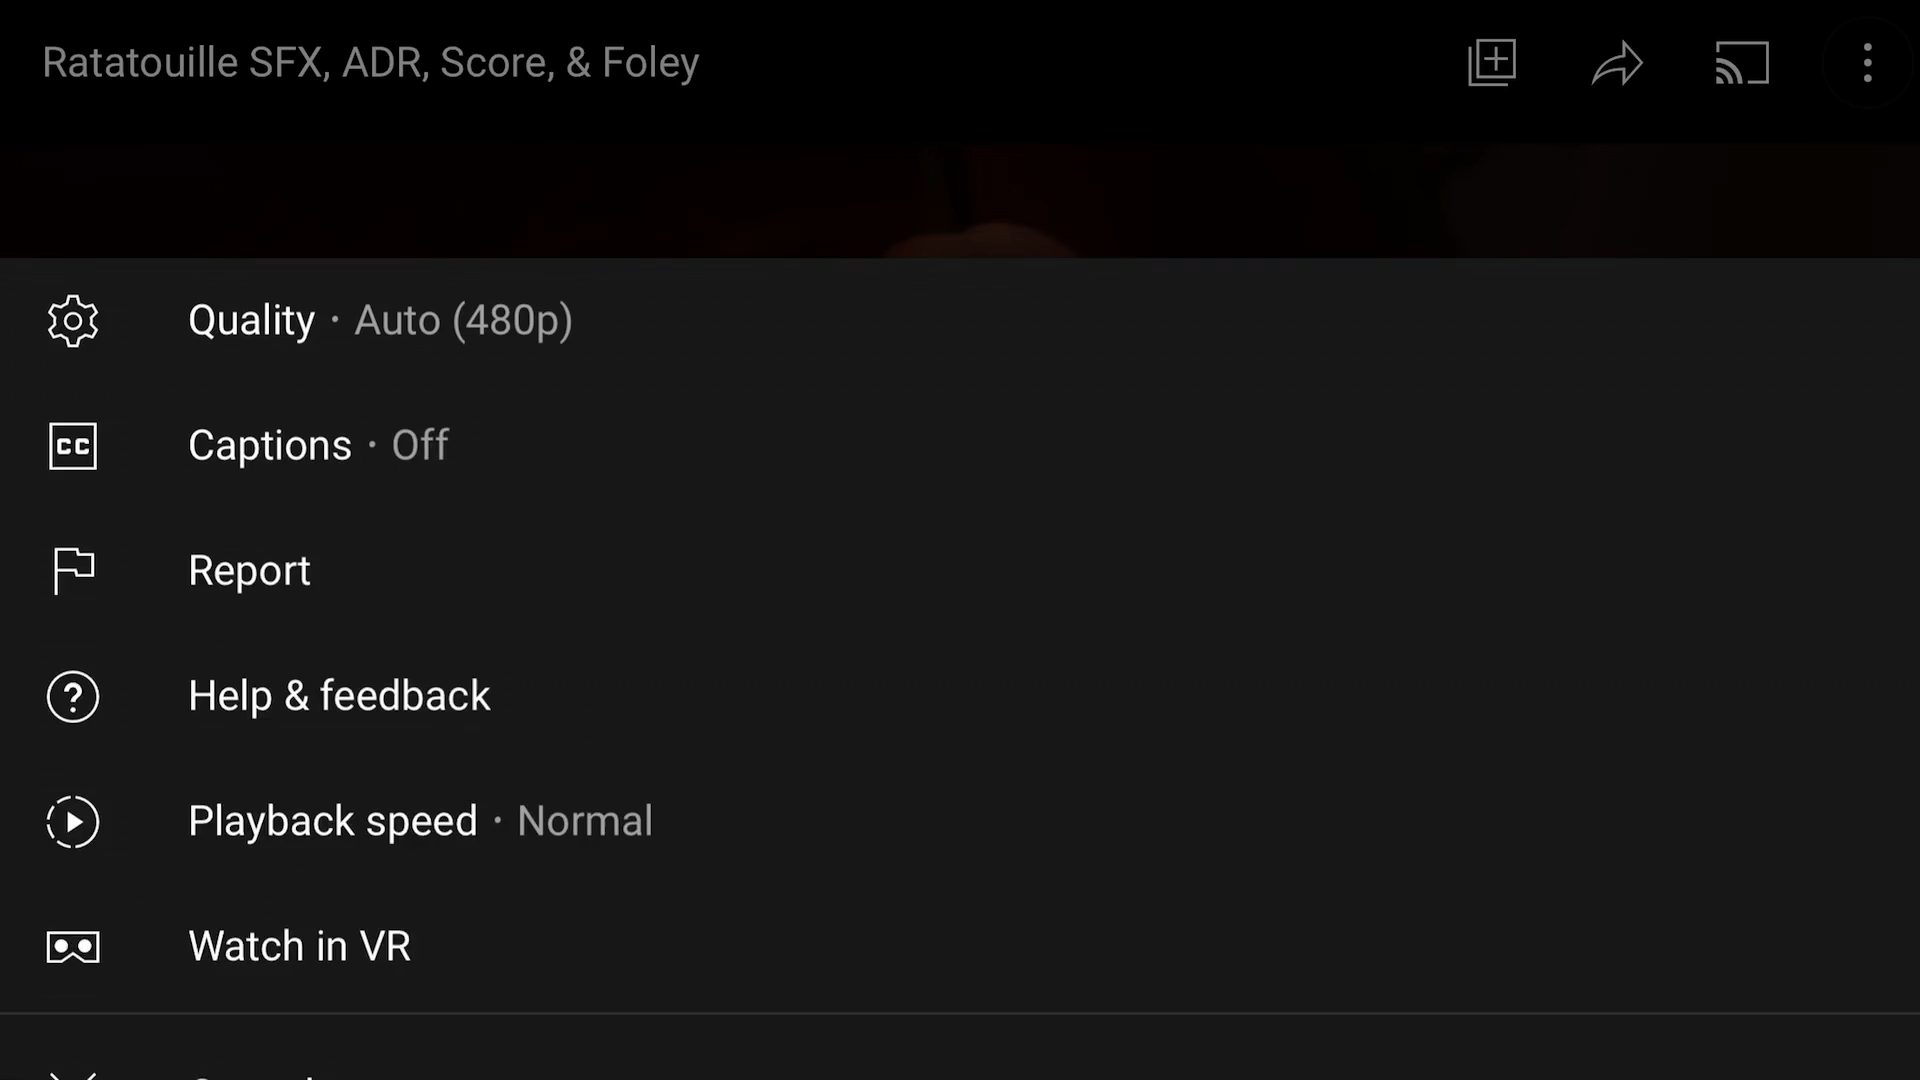 Ratatouille SFX, ADR, Score, & Foley
Quality · Auto (480p)
CC Captions · Off
Report
? Help & feedback
Playback speed · Normal
Watch in VR